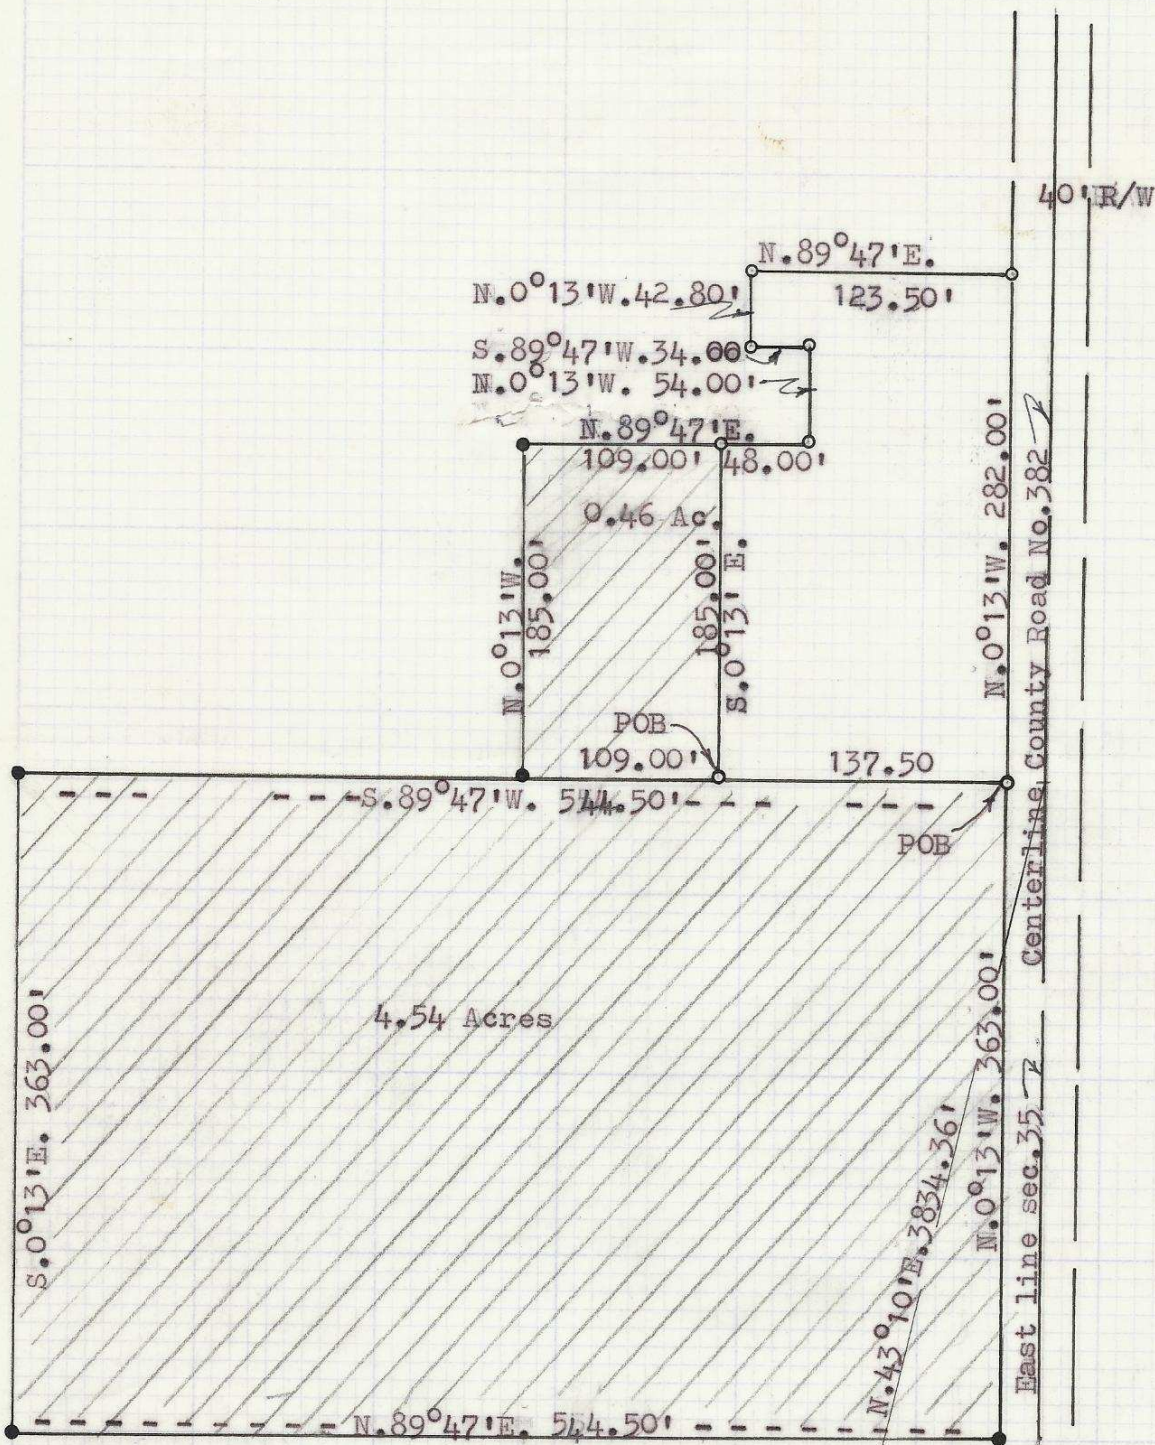 40' R/W
N.89°47'E.
123.50'
N.0°13'W.42.80'
S.89°47'W.34.00
N.0°13'W. 54.00'
N.89°47'E.
109.00' 48.00'
0.46 Ac.
N.0°13'W.
185.00'
185.00'
S.0°13' E.
N.0°13'W. 282.00'
Centerline County Road No.382
POB
109.00'
137.50
S.89°47'W. 544.50'
POB
4.54 Acres
S.0°13'E. 363.00'
N.0°13'W. 363.00'
N.43°10'E.3834.36'
East line sec.35
N.89°47'E. 544.50'